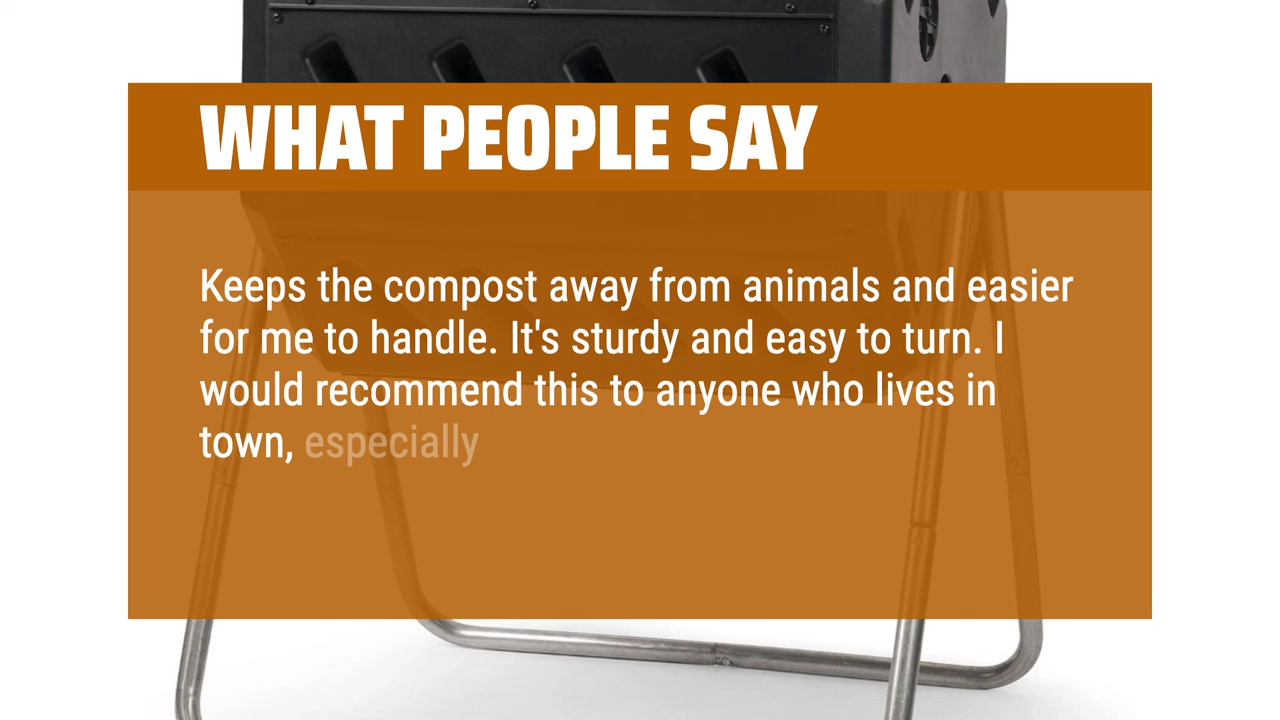 WHAT PEOPLE SAY
Keeps the compost away from animals and easier
for me to handle. It's sturdy and easy to turn. I
would recommend this to anyone who lives in
town, especially